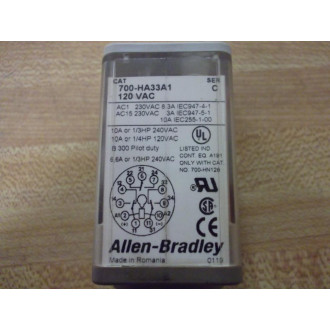 CAT SER
700-HA33A1 C
120 VAC
AC1 230VAC 8.3A IEC947-4-1
AC15 230VAC 3A IEC947-5-1
10A IEC255-1-00
10A or 1/3HP 240VAC
10A or 1/4HP 120VAC
B 300 Pilot duty
6,6A or 1/3HP 240VAC
UL
LISTED IND
CONT. EQ. A191
ONLY WITH CAT
NO. 700-HN126
Allen-Bradley
Made in Romania 0119